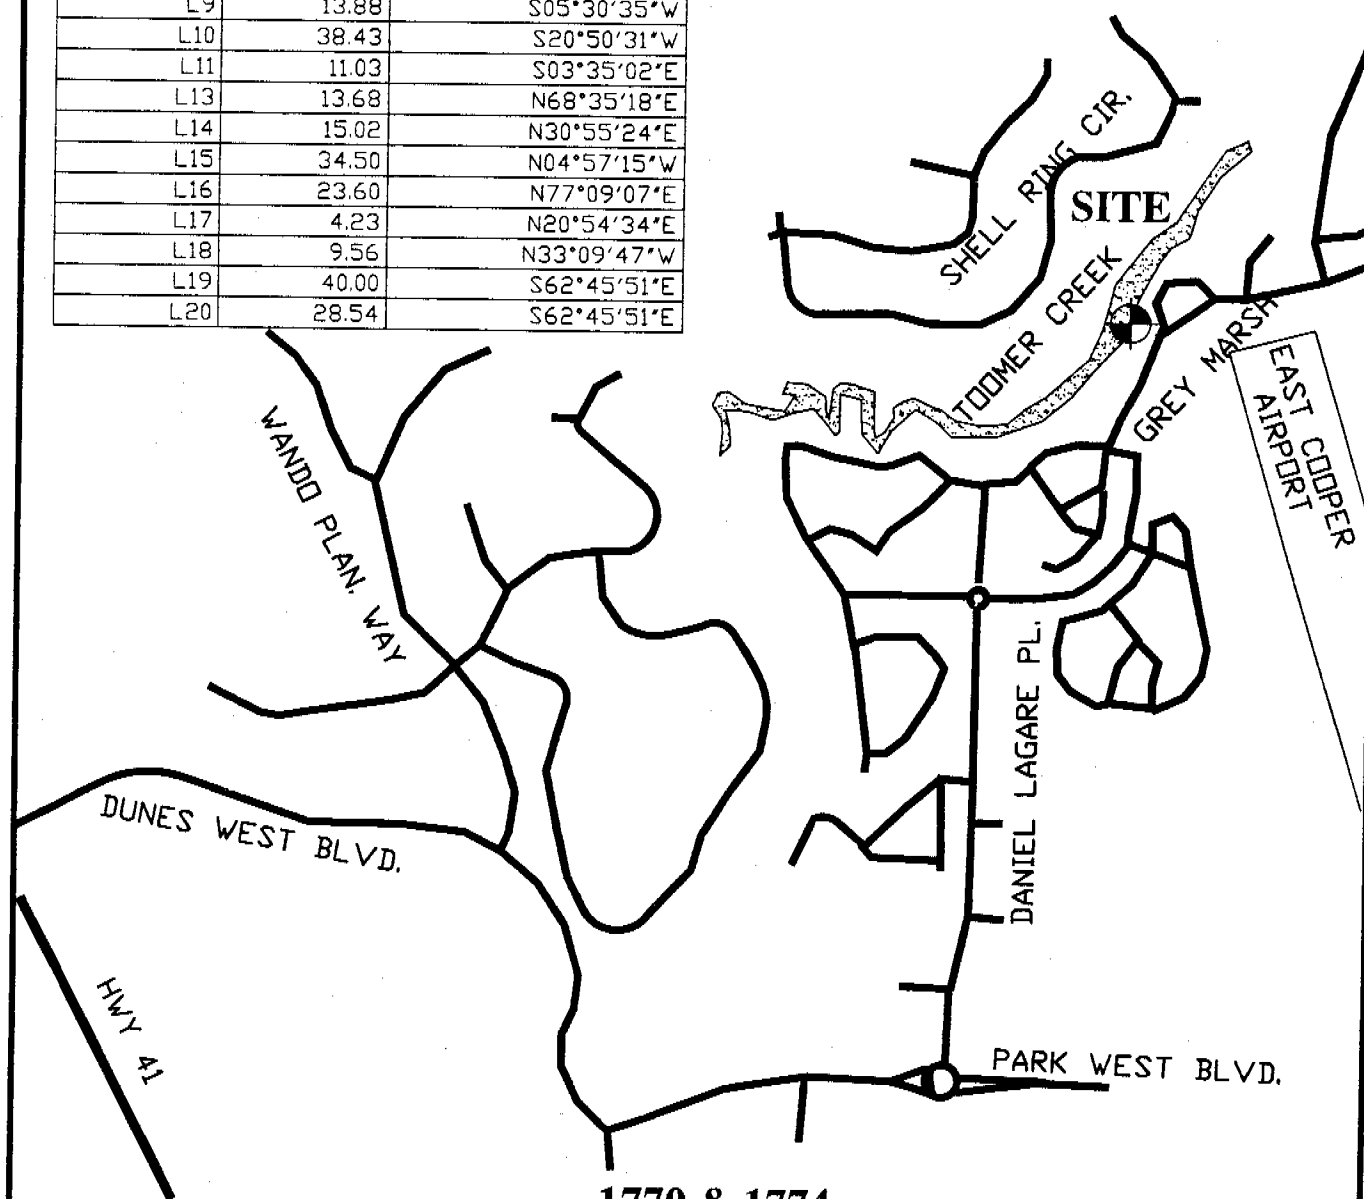 L9 13.88 S05°30'35"W
L10 38.43 S20°50'31"W
L11 11.03 S03°35'02"E
L13 13.68 N68°35'18"E
L14 15.02 N30°55'24"E
L15 34.50 N04°57'15"W
L16 23.60 N77°09'07"E
L17 4.23 N20°54'34"E
L18 9.56 N33°09'47"W
L19 40.00 S62°45'51"E
L20 28.54 S62°45'51"E
SHELL RING CIR.
SITE
TOOMER CREEK
GREY MARSH
EAST COOPER
AIRPORT
WANDO PLAN. WAY
DANIEL LAGARE PL.
DUNES WEST BLVD.
HWY 41
PARK WEST BLVD.
1770 & 1774